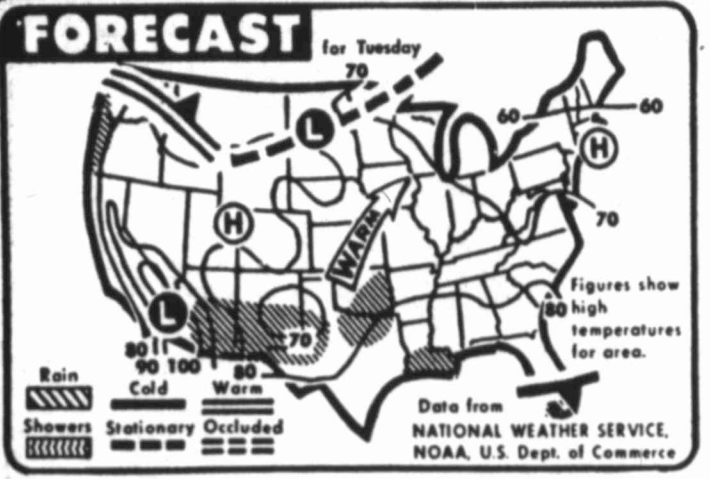 FORECAST
for Tuesday
70
L
60
60
H
H
WARM
70
L
70
80
90
100
80
Figures show
80 high
temperatures
for area.
Rain
Cold
Warm
Showers
Stationary
Occluded
Data from
NATIONAL WEATHER SERVICE,
NOAA, U.S. Dept. of Commerce